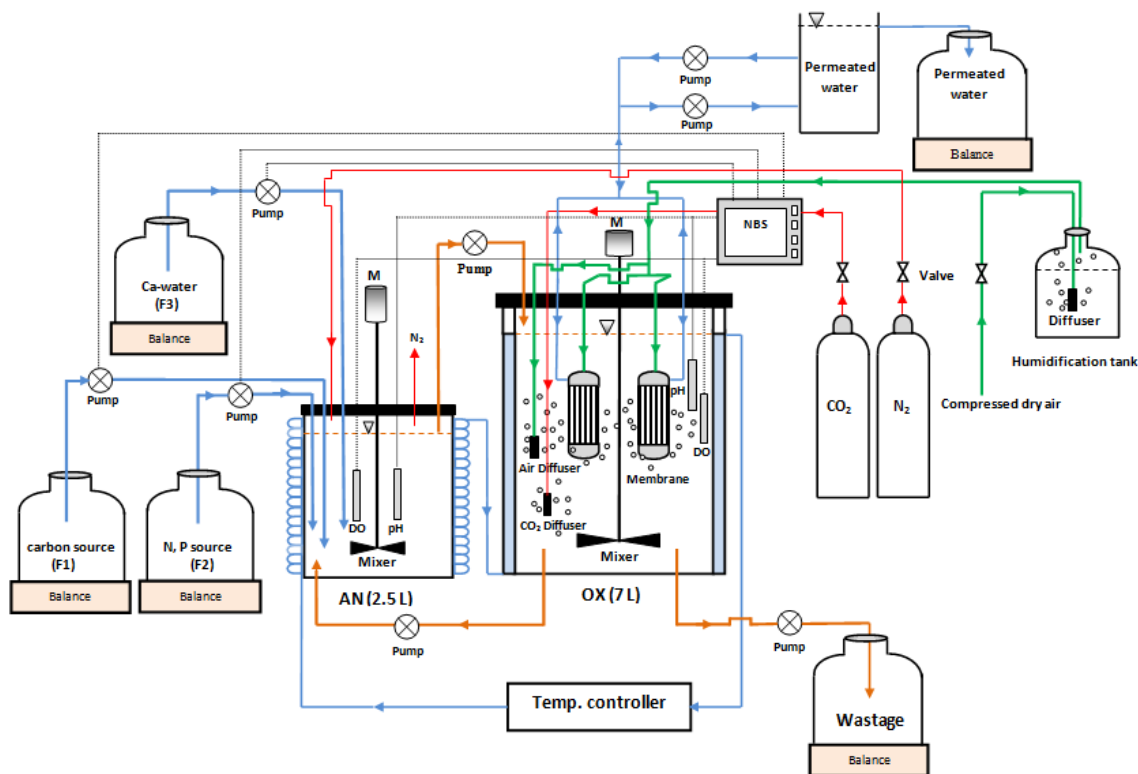 Permeated
water
Permeated
water
Balance
Pump
Pump
Pump
Ca-water
(F3)
Balance
M
NBS
Pump
M
Valve
Diffuser
Humidification tank
N₂
CO₂
N₂
Compressed dry air
Pump
Pump
pH
DO
Air Diffuser
Membrane
CO₂ Diffuser
DO
pH
Mixer
Mixer
carbon source
(F1)
Balance
N, P source
(F2)
Balance
AN (2.5 L)
OX (7 L)
Pump
Pump
Temp. controller
Wastage
Balance